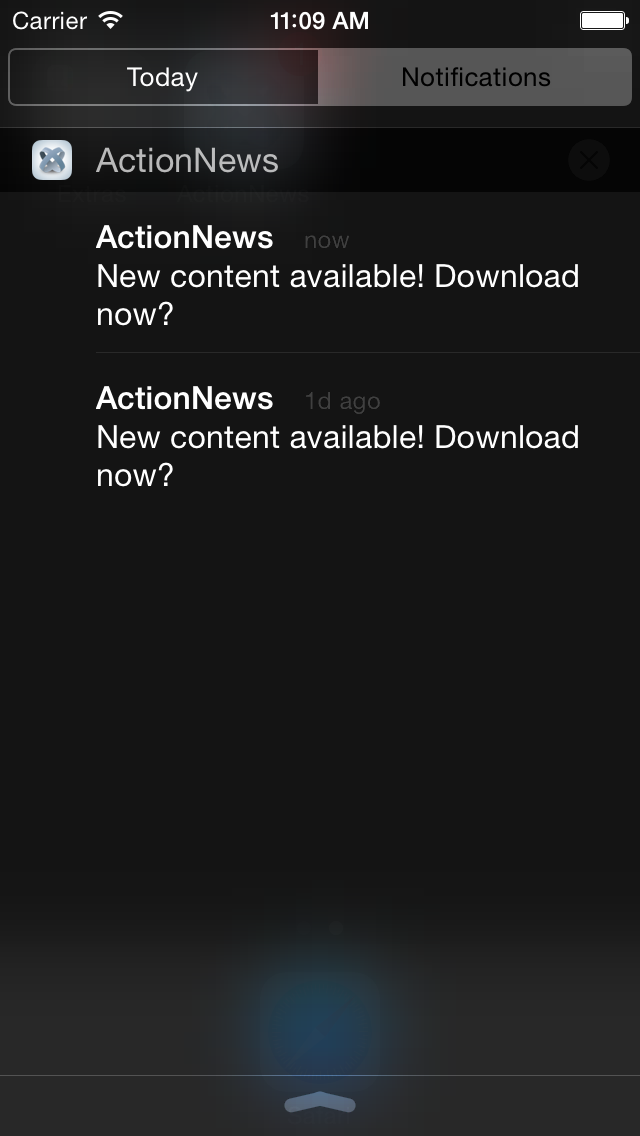 Carrier 11:09 AM
Today Notifications
ActionNews
ActionNews now
New content available! Download
now?
ActionNews 1d ago
New content available! Download
now?